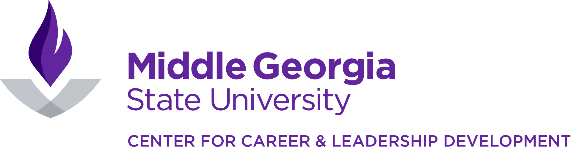 Middle Georgia
State University
CENTER FOR CAREER & LEADERSHIP DEVELOPMENT